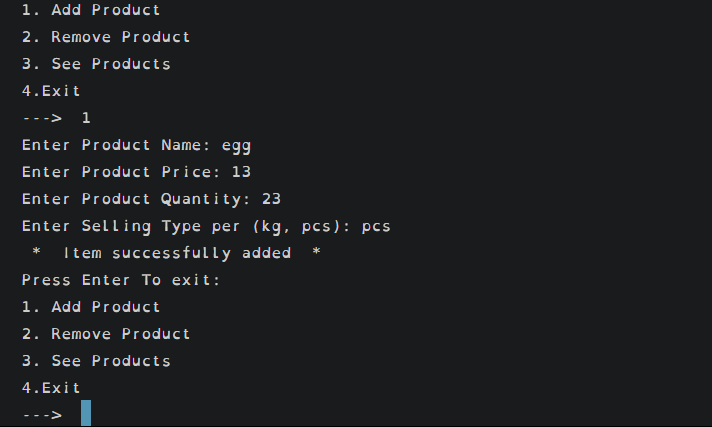 1. Add Product
2. Remove Product
3. See Products
4.Exit
--->  1
Enter Product Name: egg
Enter Product Price: 13
Enter Product Quantity: 23
Enter Selling Type per (kg, pcs): pcs
 *  Item successfully added  *
Press Enter To exit:
1. Add Product
2. Remove Product
3. See Products
4.Exit
--->